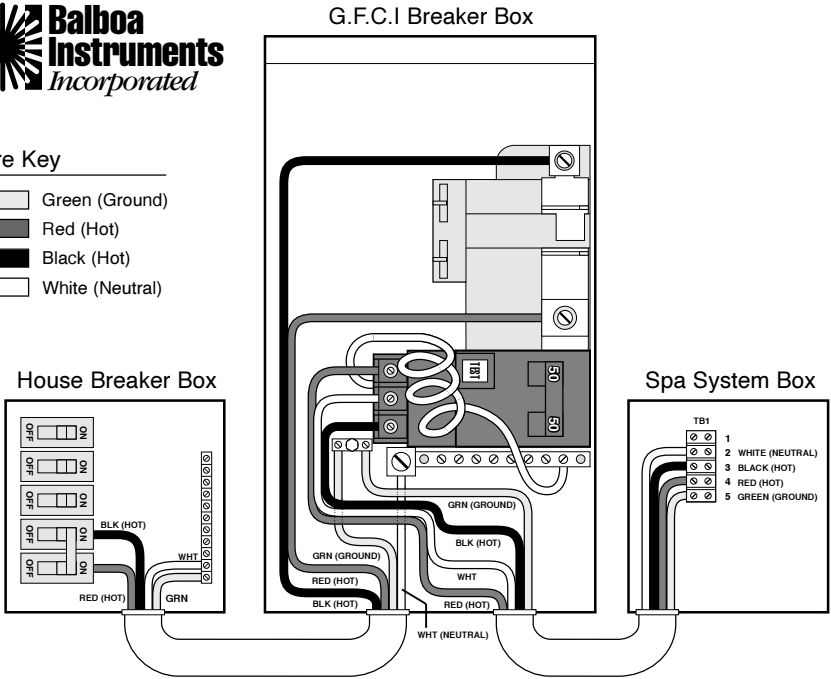 Balboa
Instruments
Incorporated
G.F.C.I Breaker Box
re Key
Green (Ground)
Red (Hot)
Black (Hot)
White (Neutral)
House Breaker Box
OFF ON
OFF ON
OFF ON
OFF ON
OFF ON
BLK (HOT)
WHT
RED (HOT)
GRN
TBT
50
50
GRN (GROUND)
BLK (HOT)
GRN (GROUND)
RED (HOT)
WHT
BLK (HOT)
RED (HOT)
WHT (NEUTRAL)
Spa System Box
TB1
1
2 WHITE (NEUTRAL)
3 BLACK (HOT)
4 RED (HOT)
5 GREEN (GROUND)